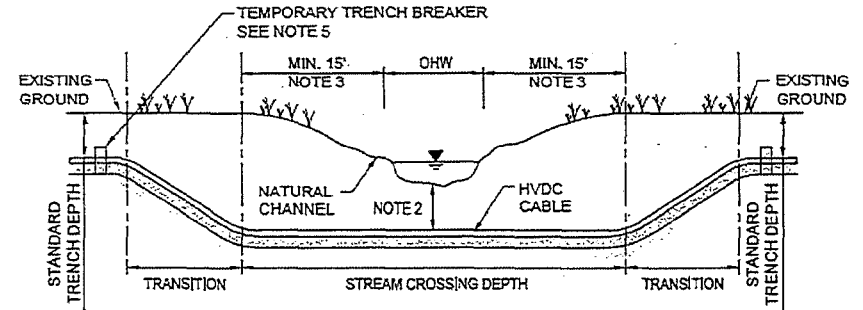 TEMPORARY TRENCH BREAKER
SEE NOTE 5
MIN. 15'
NOTE 3
OHW
MIN. 15'
NOTE 3
EXISTING
GROUND
EXISTING
GROUND
NATURAL
CHANNEL
NOTE 2
HVDC
CABLE
STANDARD
TRENCH DEPTH
STANDARD
TRENCH DEPTH
TRANSITION
STREAM CROSSING DEPTH
TRANSITION